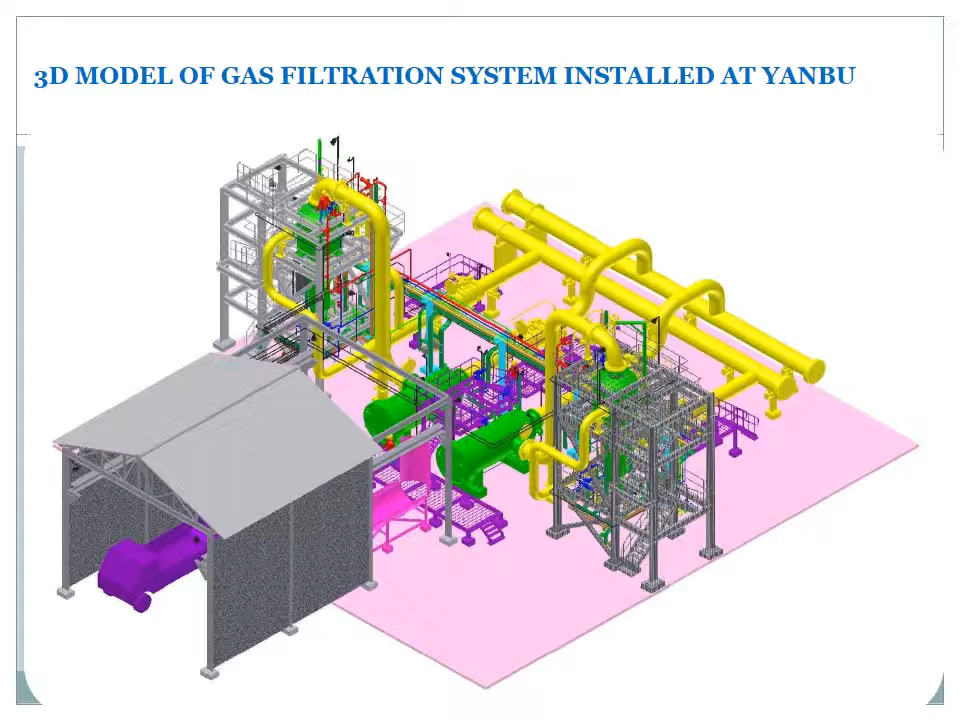 3D MODEL OF GAS FILTRATION SYSTEM INSTALLED AT YANBU